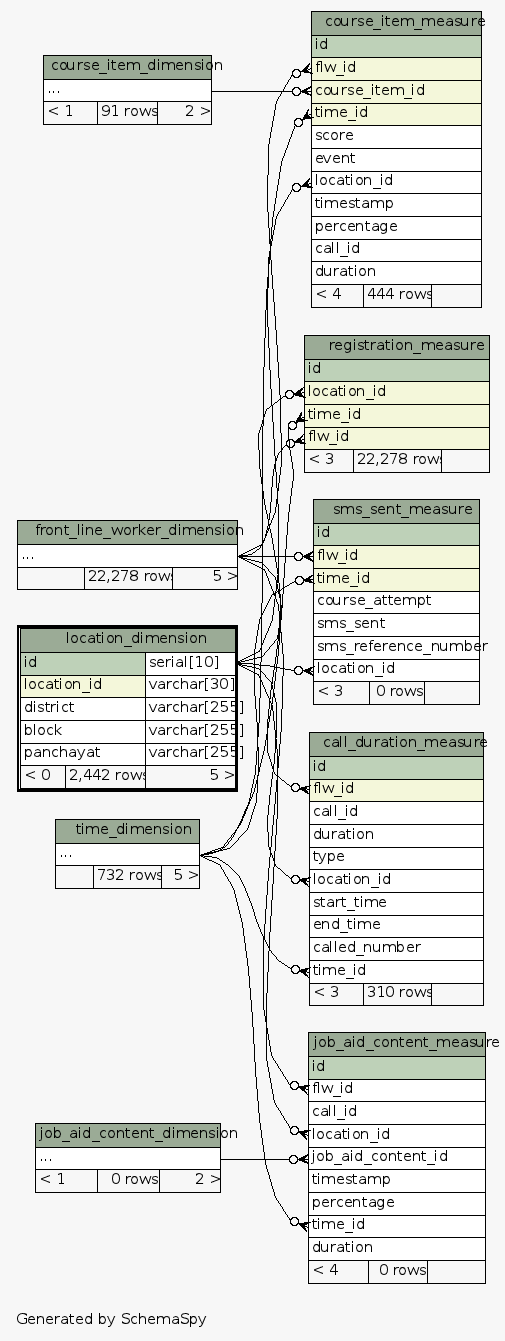 course_item_measure
id
flw_id
course_item_id
time_id
score
event
location_id
timestamp
percentage
call_id
duration
< 4 444 rows
course_item_dimension
...
< 1 91 rows 2 >
registration_measure
id
location_id
time_id
flw_id
< 3 22,278 rows
sms_sent_measure
id
flw_id
time_id
course_attempt
sms_sent
sms_reference_number
location_id
< 3 0 rows
front_line_worker_dimension
...
22,278 rows 5 >
location_dimension
id serial[10]
location_id varchar[30]
district varchar[255]
block varchar[255]
panchayat varchar[255]
< 0 2,442 rows 5 >
call_duration_measure
id
flw_id
call_id
duration
type
location_id
start_time
end_time
called_number
time_id
< 3 310 rows
time_dimension
...
732 rows 5 >
job_aid_content_measure
id
flw_id
call_id
location_id
job_aid_content_id
timestamp
percentage
time_id
duration
< 4 0 rows
job_aid_content_dimension
...
< 1 0 rows 2 >
Generated by SchemaSpy